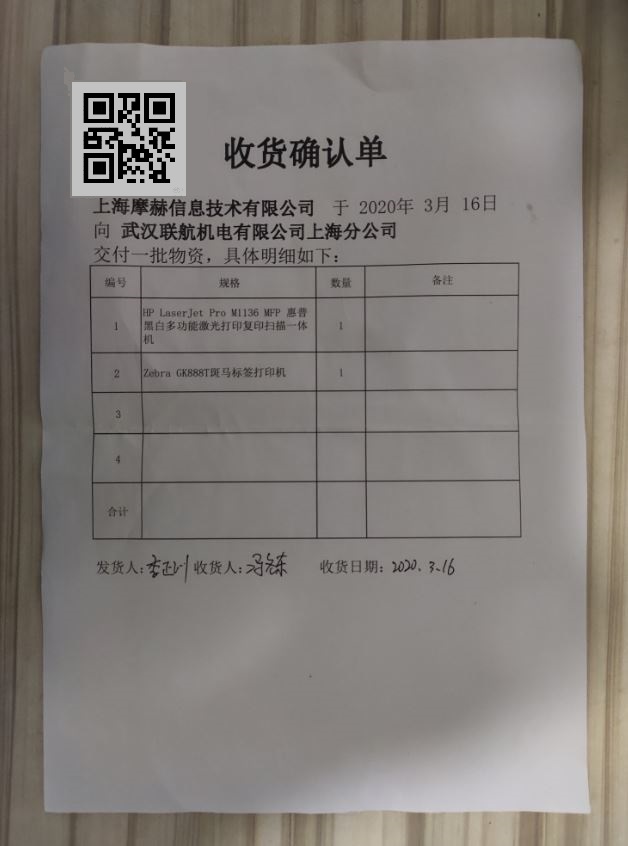 收货确认单
上海摩赫信息技术有限公司 于 2020年 3月 16日
向 武汉联航机电有限公司上海分公司
交付一批物资，具体明细如下：
编号 规格 数量 备注
HP LaserJet Pro M1136 MFP 惠普
1 黑白多功能激光打印复印扫描一体 1
机
2 Zebra GK888T斑马标签打印机 1
3
4
合计
发货人： 收货人： 收货日期：2020.3.16